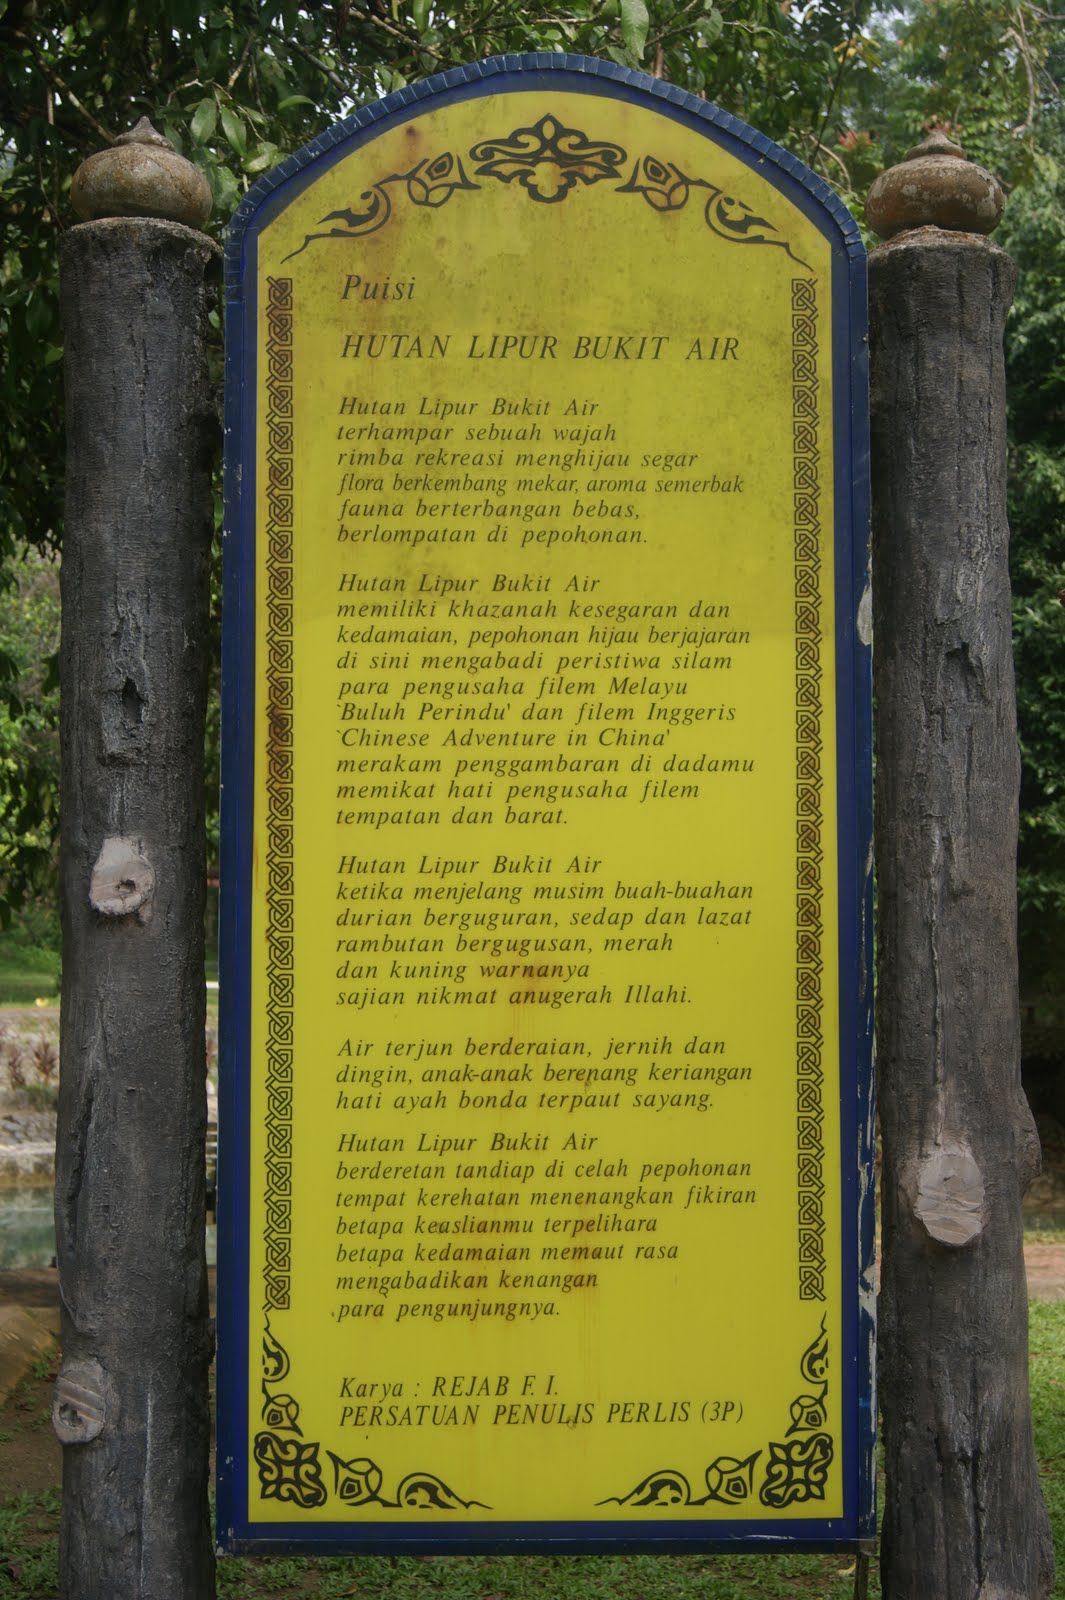 Puisi
HUTAN LIPUR BUKIT AIR
Hutan Lipur Bukit Air
terhampar sebuah wajah
rimba rekreasi menghijau segar
flora berkembang mekar, aroma semerbak
fauna berterbangan bebas,
berlompatan di pepohonan.
Hutan Lipur Bukit Air
memiliki khazanah kesegaran dan
kedamaian, pepohonan hijau berjajaran
di sini mengabadi peristiwa silam
para pengusaha filem Melayu
`Buluh Perindu' dan filem Inggeris
`Chinese Adventure in China'
merakam penggambaran di dadamu
memikat hati pengusaha filem
tempatan dan barat.
Hutan Lipur Bukit Air
ketika menjelang musim buah-buahan
durian berguguran, sedap dan lazat
rambutan bergugusan, merah
dan kuning warnanya
sajian nikmat anugerah Illahi.
Air terjun berderaian, jernih dan
dingin, anak-anak berenang keriangan
hati ayah bonda terpaut sayang.
Hutan Lipur Bukit Air
berderetan tandiap di celah pepohonan
tempat kerehatan menenangkan fikiran
betapa keaslianmu terpelihara
betapa kedamaian memaut rasa
mengabadikan kenangan
para pengunjungnya.
Karya : REJAB F. I.
PERSATUAN PENULIS PERLIS (3P)